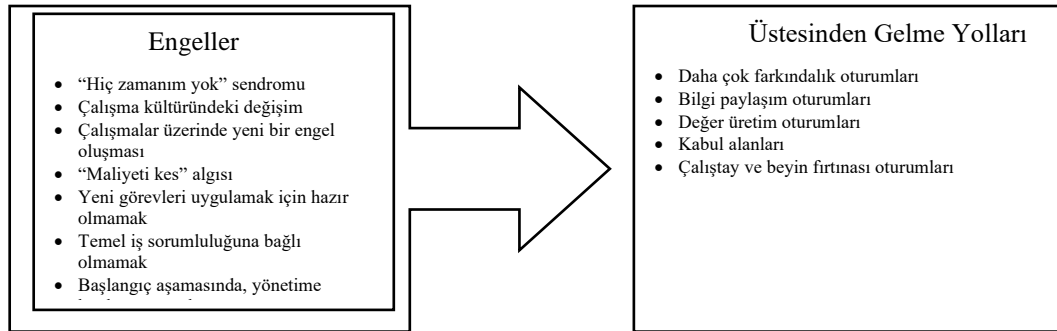 Engeller
• “Hiç zamanım yok” sendromu
• Çalışma kültüründeki değişim
• Çalışmalar üzerinde yeni bir engel
oluşması
• “Maliyeti kes” algısı
• Yeni görevleri uygulamak için hazır
olmamak
• Temel iş sorumluluğuna bağlı
olmamak
• Başlangıç aşamasında, yönetime
Üstesinden Gelme Yolları
• Daha çok farkındalık oturumları
• Bilgi paylaşım oturumları
• Değer üretim oturumları
• Kabul alanları
• Çalıştay ve beyin fırtınası oturumları